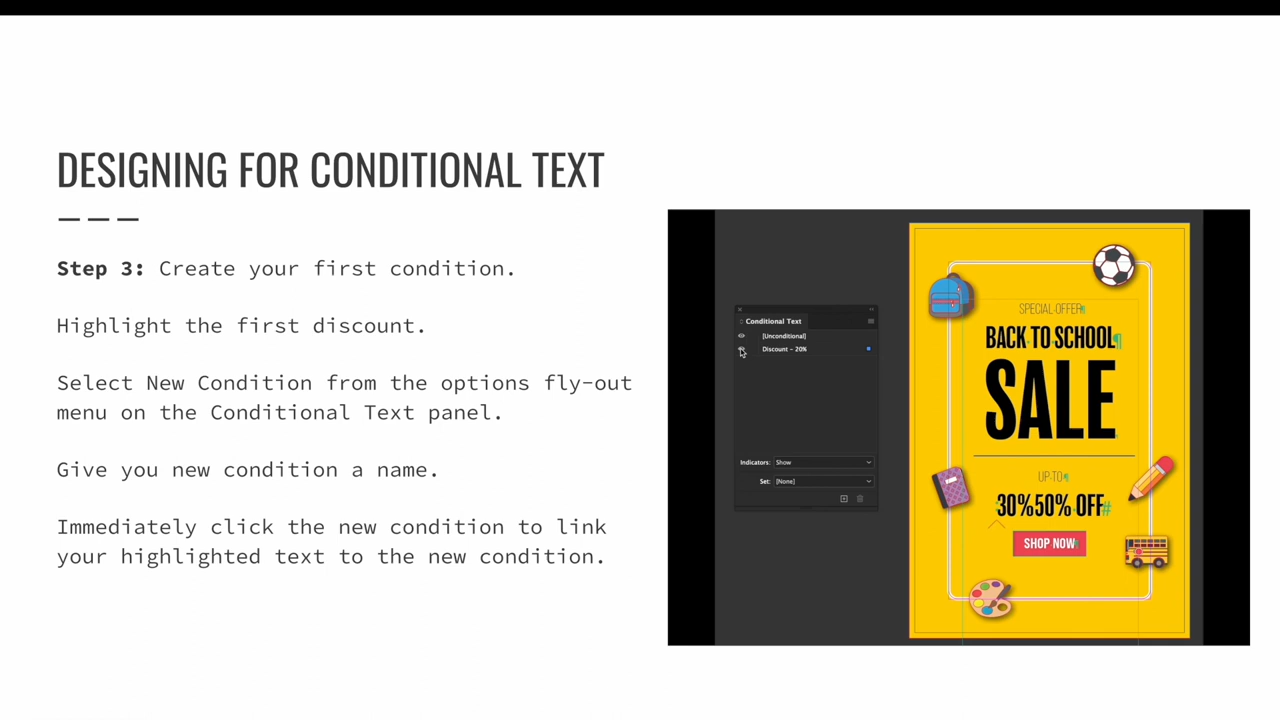 DESIGNING FOR CONDITIONAL TEXT
Step 3: Create your first condition.
Highlight the first discount.
Select New Condition from the options fly-out
menu on the Conditional Text panel.
Give you new condition a name.
Immediately click the new condition to link
your highlighted text to the new condition.
Conditional Text
[Unconditional]
Discount - 20%
Indicators: Show
Set: [None]
SPECIAL OFFER
BACK TO SCHOOL¶
SALE
UP TO¶
30%50% OFF#
SHOP NOW